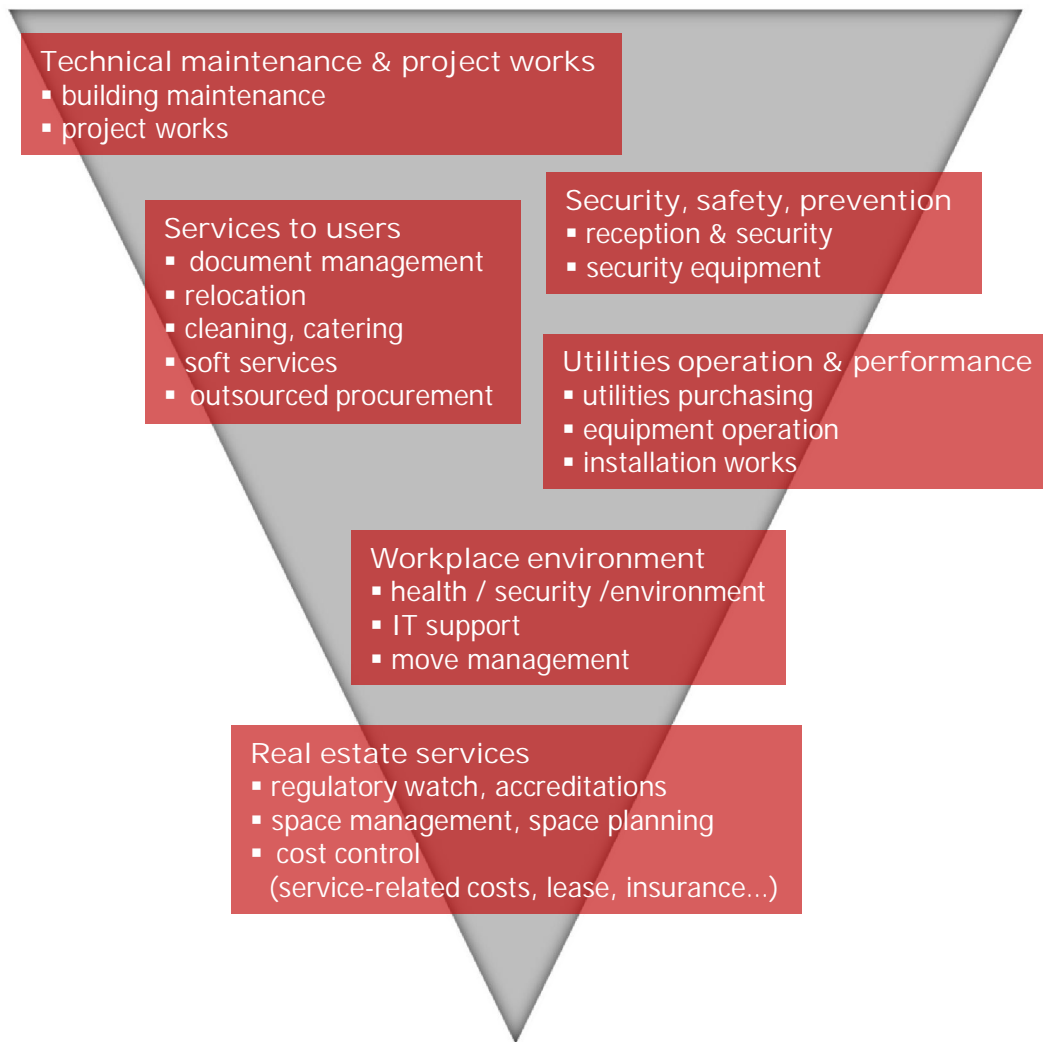 Technical maintenance & project works
▪ building maintenance
▪ project works
Services to users
▪ document management
▪ relocation
▪ cleaning, catering
▪ soft services
▪ outsourced procurement
Security, safety, prevention
▪ reception & security
▪ security equipment
Utilities operation & performance
▪ utilities purchasing
▪ equipment operation
▪ installation works
Workplace environment
▪ health / security /environment
▪ IT support
▪ move management
Real estate services
▪ regulatory watch, accreditations
▪ space management, space planning
▪ cost control
(service-related costs, lease, insurance...)